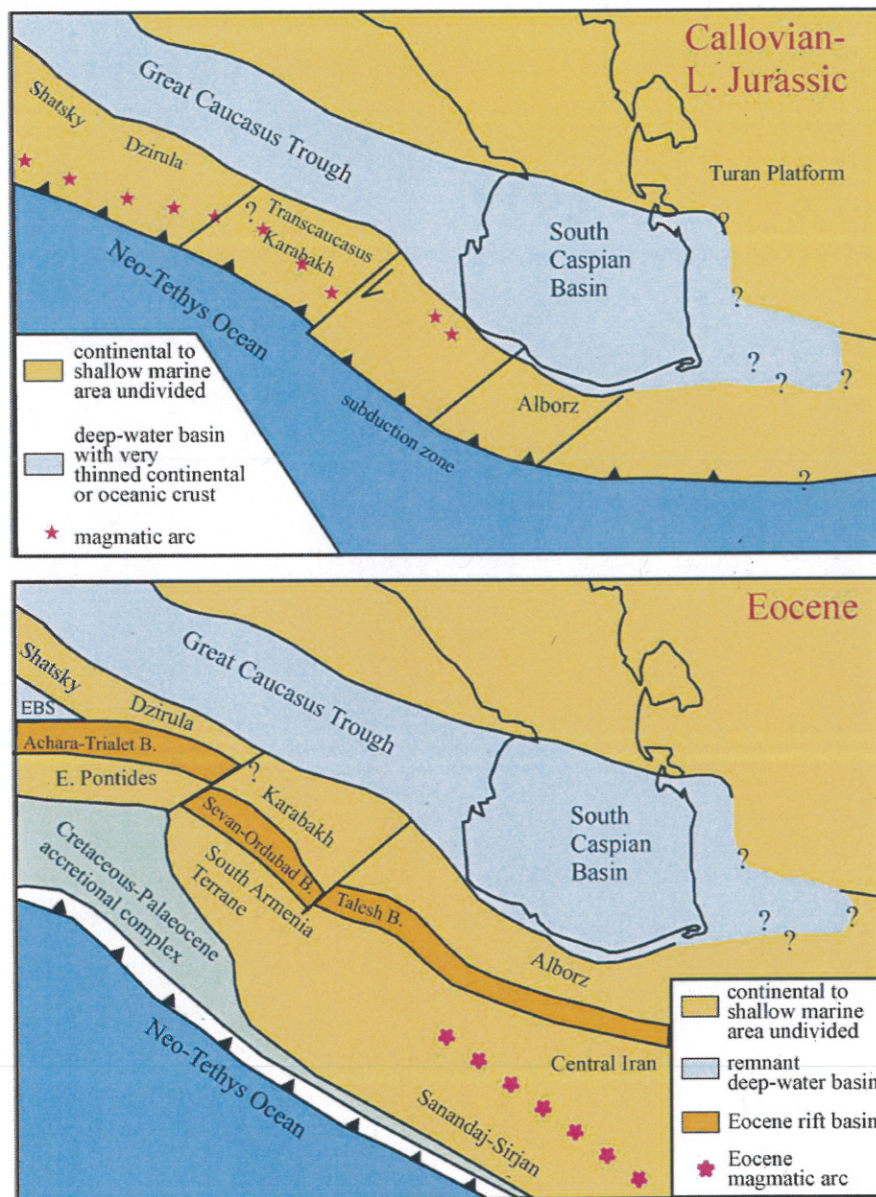 Callovian-
L. Jurassic
Great Caucasus Trough
Shatsky
Dzirula
Turan Platform
?
?
Transcaucasus
Karabakh
South
Caspian
Basin
Neo-Tethys Ocean
?
?
?
?
continental to
shallow marine
area undivided
Alborz
subduction zone
deep-water basin
with very
thinned continental
or oceanic crust
?
magmatic arc
Eocene
Great Caucasus Trough
Shatsky
EBS
Dzirula
Achara-Trialet B.
?
E. Pontides
Karabakh
Sevan-Ordubad B.
South
Caspian
Basin
?
Cretaceous-Palaeocene
accretional complex
South Armenia
Terrane
Talesh B.
?
?
?
Alborz
Neo-Tethys Ocean
continental to
shallow marine
area undivided
Central Iran
remnant
deep-water basin
Sanandaj-Sirjan
Eocene rift basin
Eocene
magmatic arc